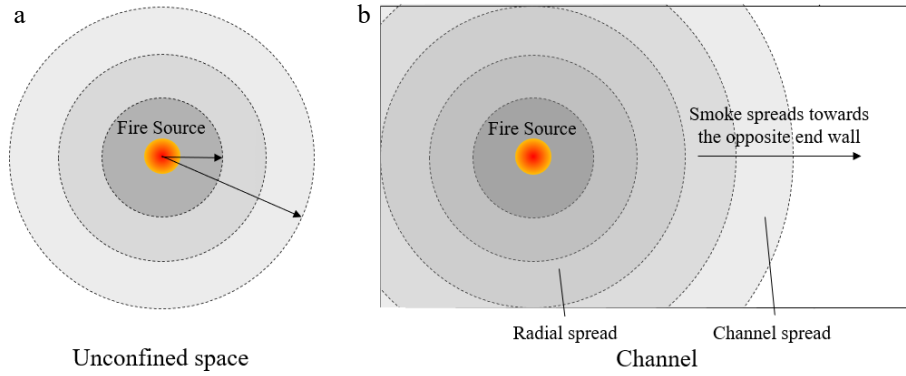 a
Fire Source
Unconfined space
b
Fire Source
Smoke spreads towards
the opposite end wall
Radial spread
Channel spread
Channel